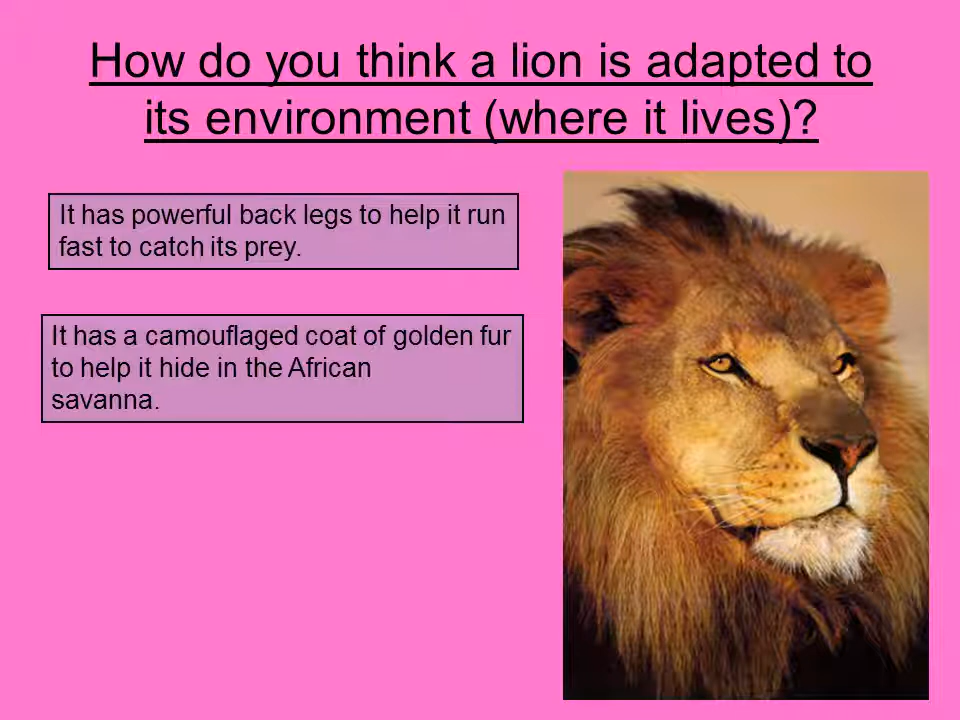 How do you think a lion is adapted to
its environment (where it lives)?
It has powerful back legs to help it run
fast to catch its prey.
It has a camouflaged coat of golden fur
to help it hide in the African
savanna.